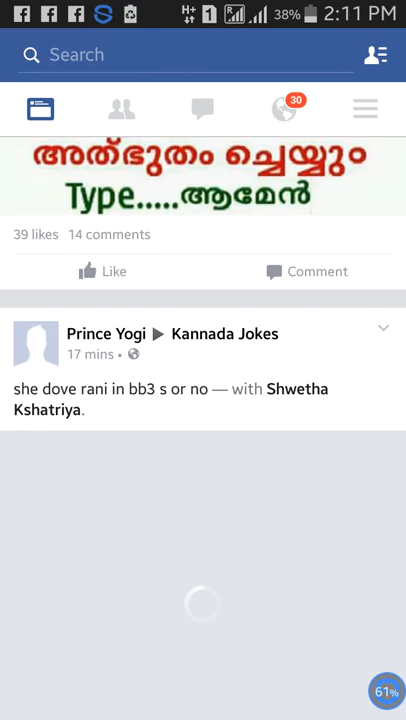 H+ 1 R 38% 2:11 PM
Search
30
അത്ഭുതം ച്ചെയ്യും
Type.....ആമേൻ
39 likes 14 comments
Like Comment
Prince Yogi ▶ Kannada Jokes
17 mins •
she dove rani in bb3 s or no — with Shwetha
Kshatriya.
61%